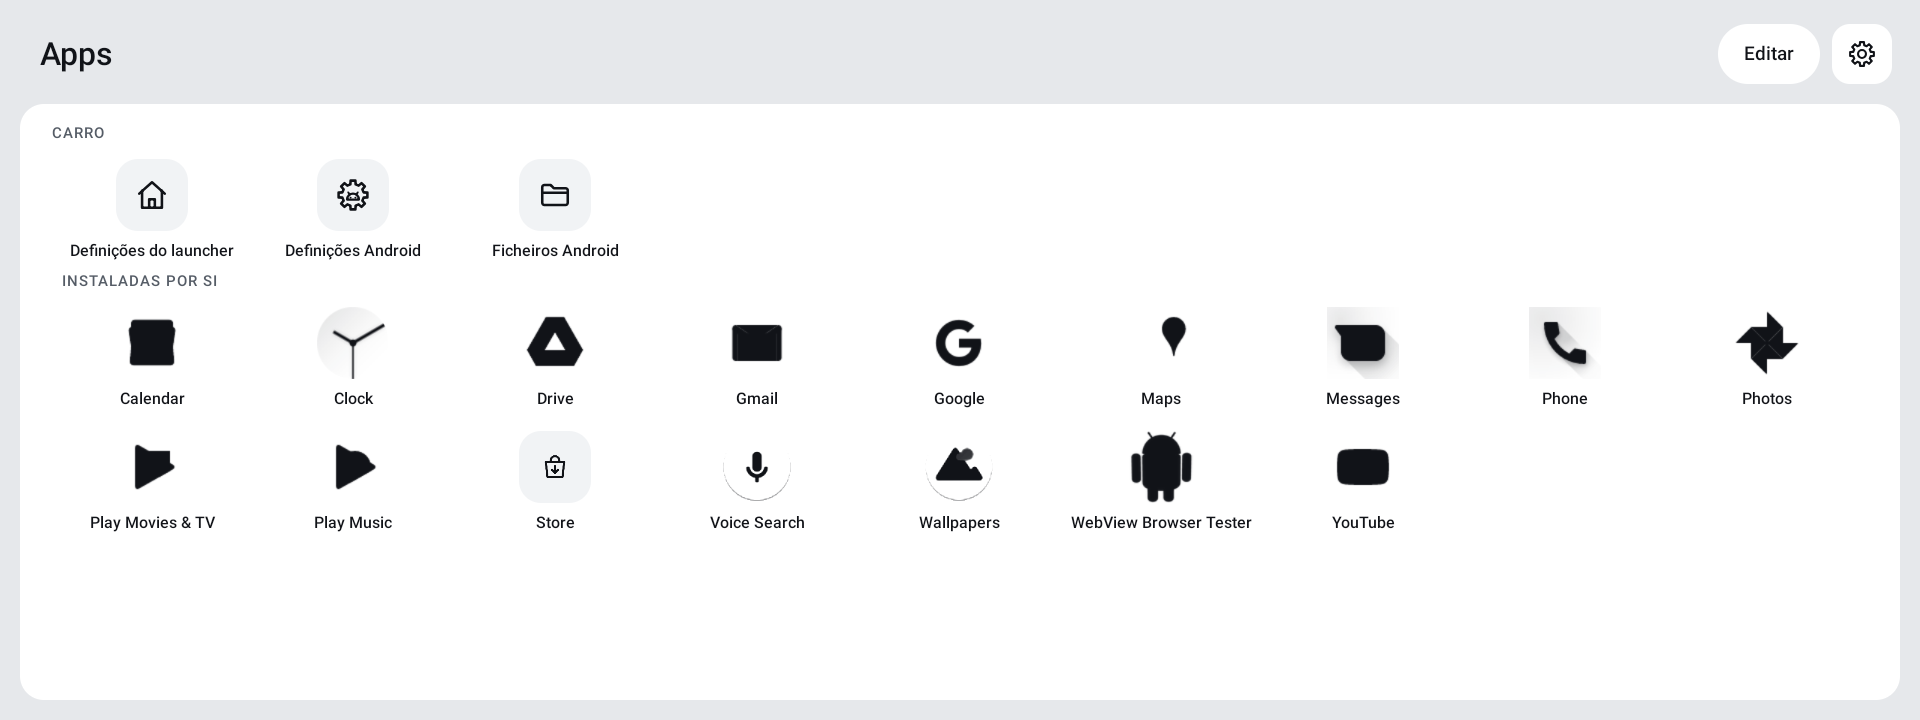 Apps
Editar
CARRO
Definições do launcher
Definições Android
Ficheiros Android
INSTALADAS POR SI
Calendar
Clock
Drive
Gmail
Google
Maps
Messages
Phone
Photos
Play Movies & TV
Play Music
Store
Voice Search
Wallpapers
WebView Browser Tester
YouTube